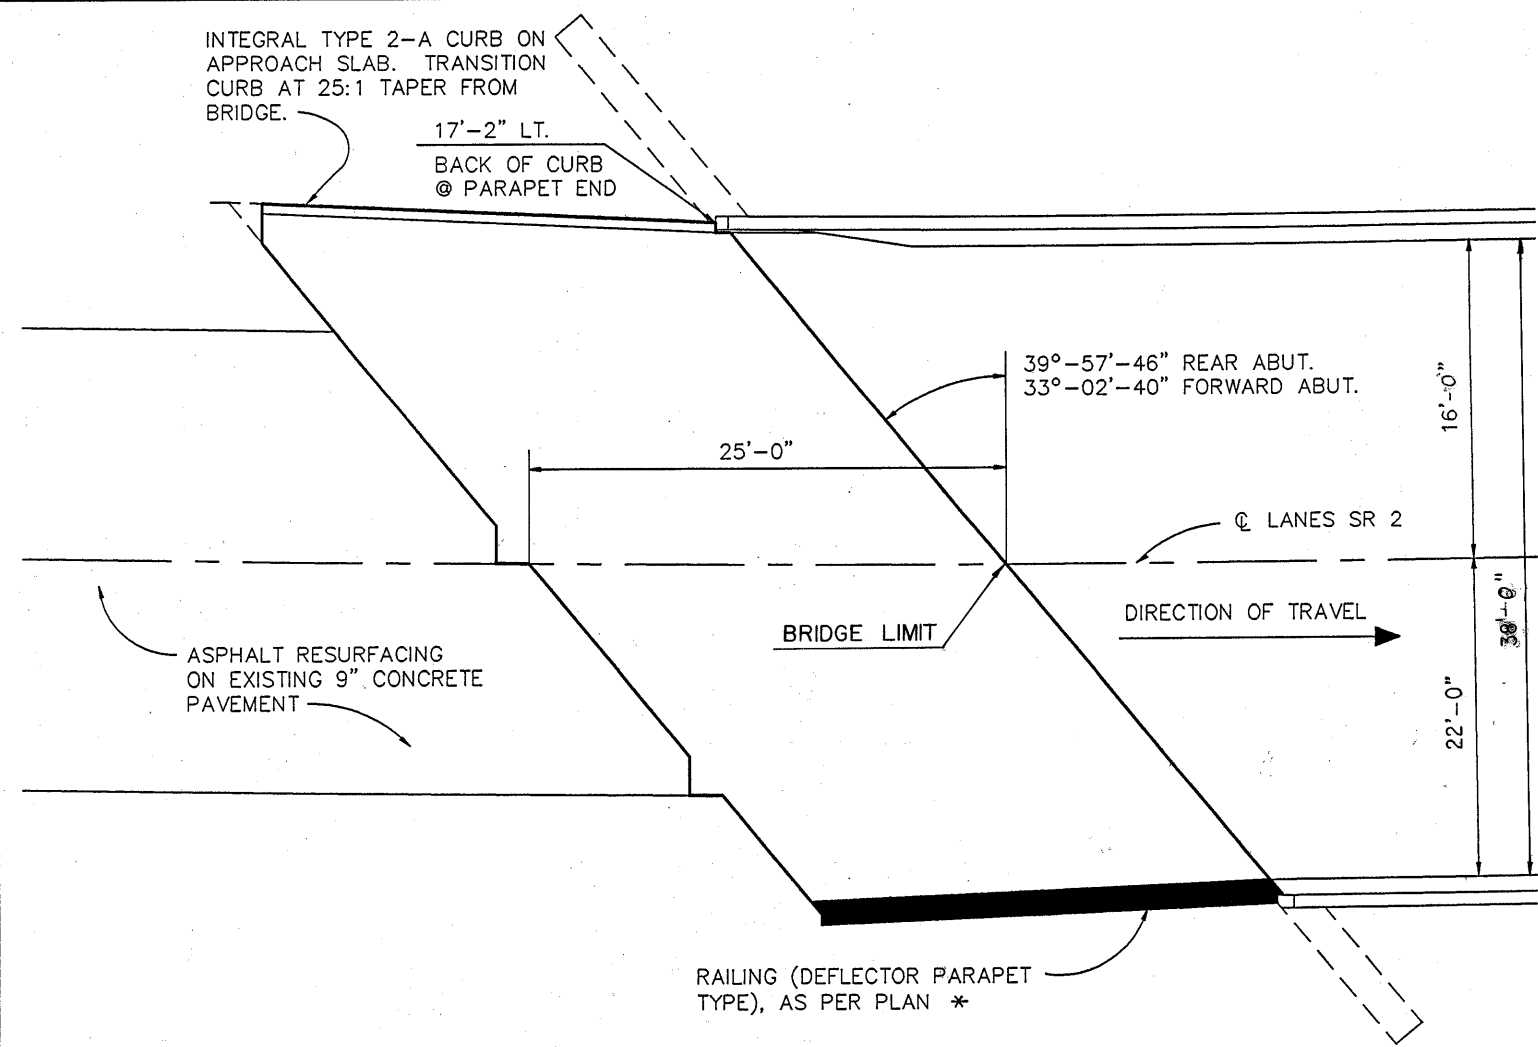 INTEGRAL TYPE 2-A CURB ON
APPROACH SLAB. TRANSITION
CURB AT 25:1 TAPER FROM
BRIDGE.
17'-2" LT.
BACK OF CURB
@ PARAPET END
39°-57'-46" REAR ABUT.
33°-02'-40" FORWARD ABUT.
16'-0"
25'-0"
℄ LANES SR 2
DIRECTION OF TRAVEL
38'-0"
BRIDGE LIMIT
ASPHALT RESURFACING
ON EXISTING 9" CONCRETE
PAVEMENT
22'-0"
RAILING (DEFLECTOR PARAPET
TYPE), AS PER PLAN *